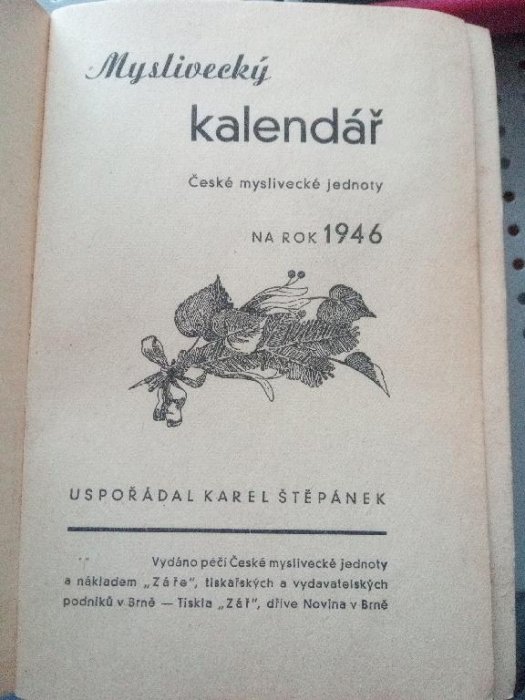 Myslivecký
kalendář
České myslivecké jednoty
NA ROK 1946
USPOŘÁDAL KAREL ŠTĚPÁNEK
Vydáno péčí České myslivecké jednoty
a nákladem „Záře", tiskařských a vydavatelských
podniků v Brně — Tiskla „Zář", dříve Novina v Brně